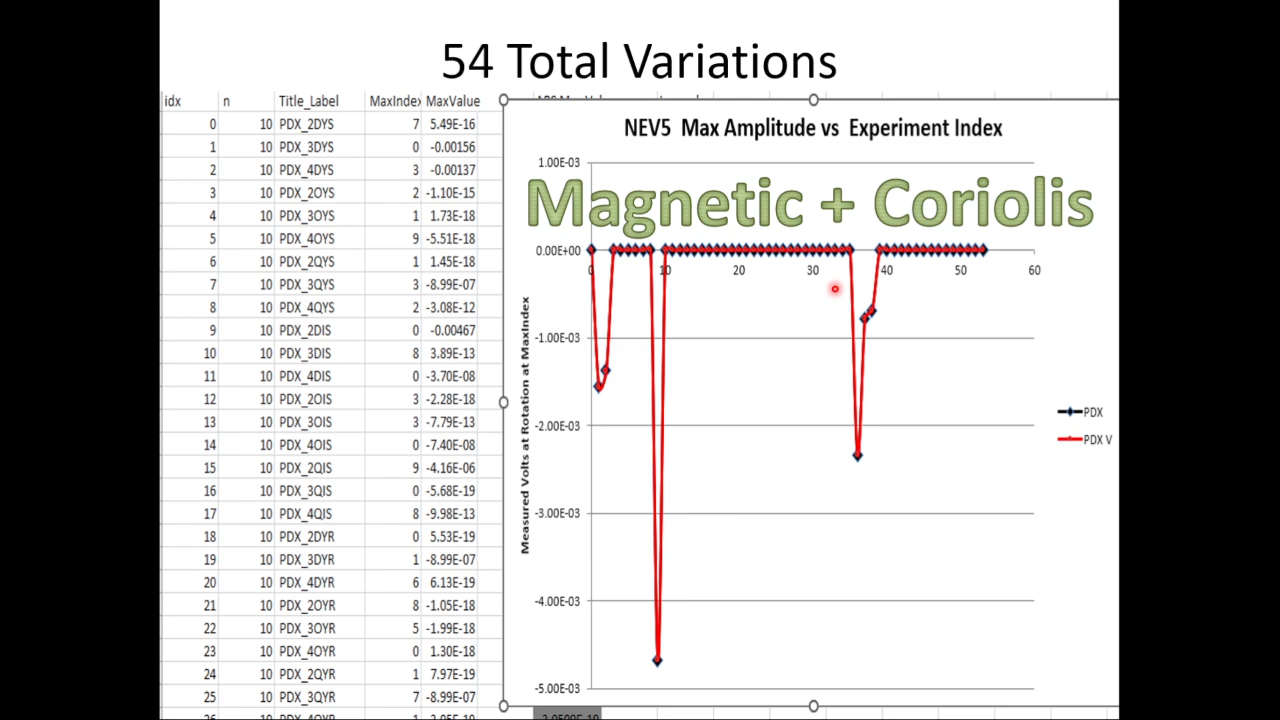 54 Total Variations
idx n Title_Label MaxIndex MaxValue
0 10 PDX_2DYS 7 5.49E-16
1 10 PDX_3DYS 0 -0.00156
2 10 PDX_4DYS 3 -0.00137
3 10 PDX_2OYS 2 -1.10E-15
4 10 PDX_3OYS 1 1.73E-18
5 10 PDX_4OYS 9 -5.51E-18
6 10 PDX_2QYS 1 1.45E-18
7 10 PDX_3QYS 3 -8.99E-07
8 10 PDX_4QYS 2 -3.08E-12
9 10 PDX_2DIS 0 -0.00467
10 10 PDX_3DIS 8 3.89E-13
11 10 PDX_4DIS 0 -3.70E-08
12 10 PDX_2OIS 3 -2.28E-18
13 10 PDX_3OIS 3 -7.79E-13
14 10 PDX_4OIS 0 -7.40E-08
15 10 PDX_2QIS 9 -4.16E-06
16 10 PDX_3QIS 0 -5.68E-19
17 10 PDX_4QIS 8 -9.98E-13
18 10 PDX_2DYR 0 5.53E-19
19 10 PDX_3DYR 1 -8.99E-07
20 10 PDX_4DYR 6 6.13E-19
21 10 PDX_2OYR 8 -1.05E-18
22 10 PDX_3OYR 5 -1.99E-18
23 10 PDX_4OYR 0 1.30E-18
24 10 PDX_2QYR 1 7.97E-19
25 10 PDX_3QYR 7 -8.99E-07
NEV5 Max Amplitude vs Experiment Index
Magnetic + Coriolis
1.00E-03
0.00E+00
-1.00E-03
-2.00E-03
-3.00E-03
-4.00E-03
-5.00E-03
0 10 20 30 40 50 60
Measured Volts at Rotation at MaxIndex
PDX
PDX V